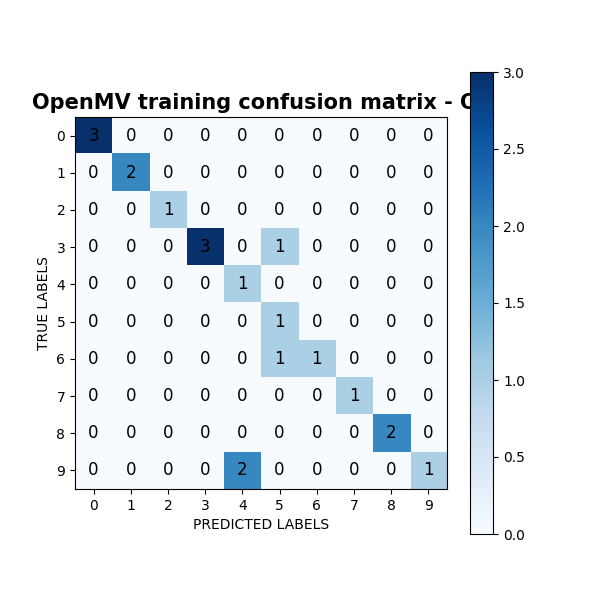 OpenMV training confusion matrix -
0 3 0 0 0 0 0 0 0 0 0
1 0 2 0 0 0 0 0 0 0 0
2 0 0 1 0 0 0 0 0 0 0
3 0 0 0 3 0 1 0 0 0 0
4 0 0 0 0 1 0 0 0 0 0
5 0 0 0 0 0 1 0 0 0 0
6 0 0 0 0 0 1 1 0 0 0
7 0 0 0 0 0 0 0 1 0 0
8 0 0 0 0 0 0 0 0 2 0
9 0 0 0 0 2 0 0 0 0 1
0 1 2 3 4 5 6 7 8 9
PREDICTED LABELS
TRUE LABELS
3.0
2.5
2.0
1.5
1.0
0.5
0.0